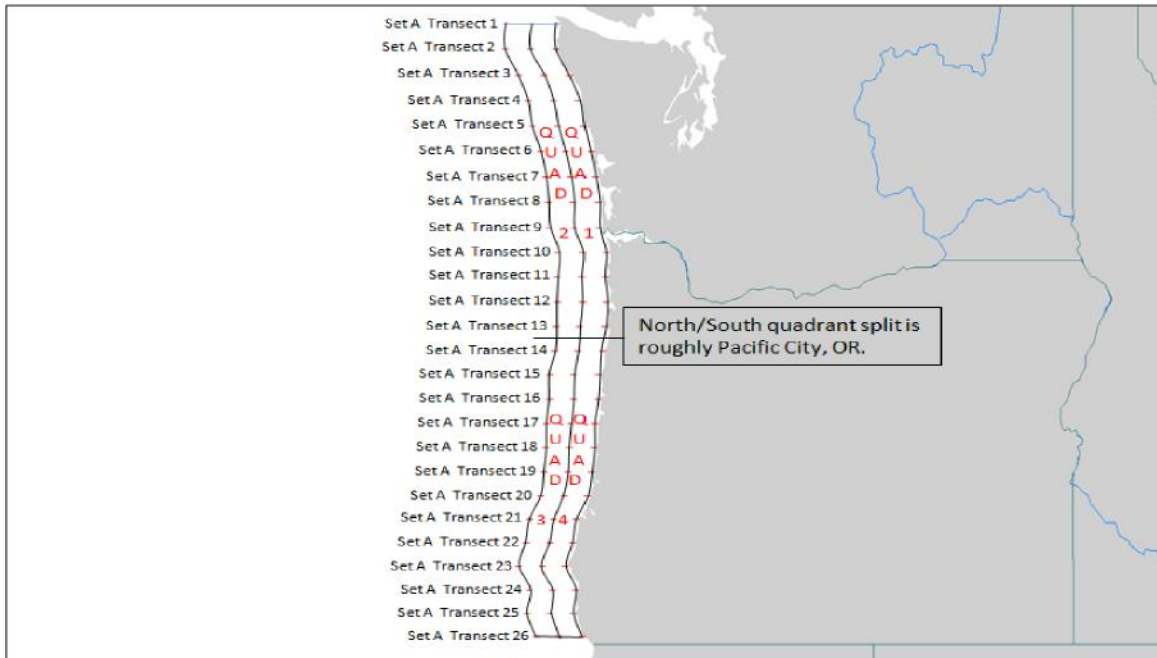 Set A Transect 1
Set A Transect 2
Set A Transect 3
Set A Transect 4
Set A Transect 5
Set A Transect 6
Set A Transect 7
Set A Transect 8
Set A Transect 9
Set A Transect 10
Set A Transect 11
Set A Transect 12
Set A Transect 13
Set A Transect 14
Set A Transect 15
Set A Transect 16
Set A Transect 17
Set A Transect 18
Set A Transect 19
Set A Transect 20
Set A Transect 21
Set A Transect 22
Set A Transect 23
Set A Transect 24
Set A Transect 25
Set A Transect 26
QUAD 2
QUAD 1
North/South quadrant split is
roughly Pacific City, OR.
QUAD 3
QUAD 4